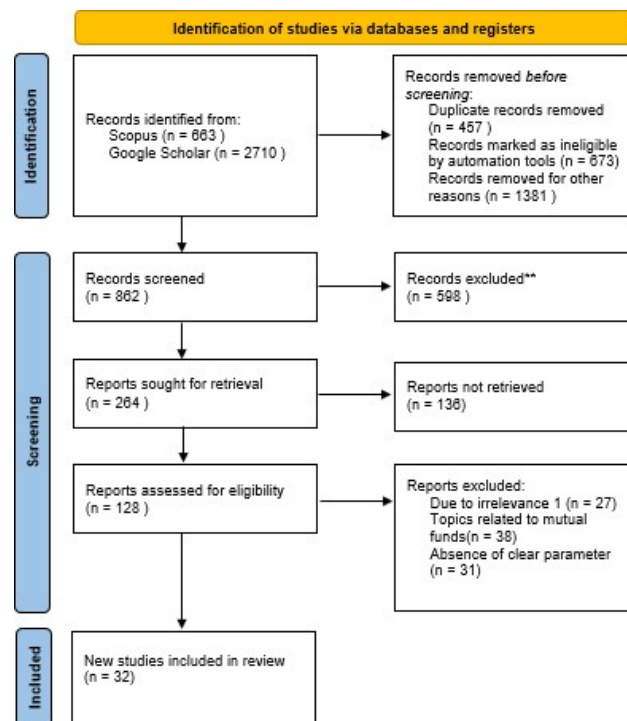 Identification of studies via databases and registers
Identification
Records identified from:
Scopus (n = 663 )
Google Scholar (n = 2710 )
Records removed before
screening:
Duplicate records removed
(n = 457 )
Records marked as ineligible
by automation tools (n = 673)
Records removed for other
reasons (n = 1381 )
Screening
Records screened
(n = 862 )
Records excluded**
(n = 598 )
Reports sought for retrieval
(n = 264 )
Reports not retrieved
(n = 136)
Reports assessed for eligibility
(n = 128 )
Reports excluded:
Due to irrelevance 1 (n = 27)
Topics related to mutual
funds(n = 38)
Absence of clear parameter
(n = 31)
Included
New studies included in review
(n = 32)